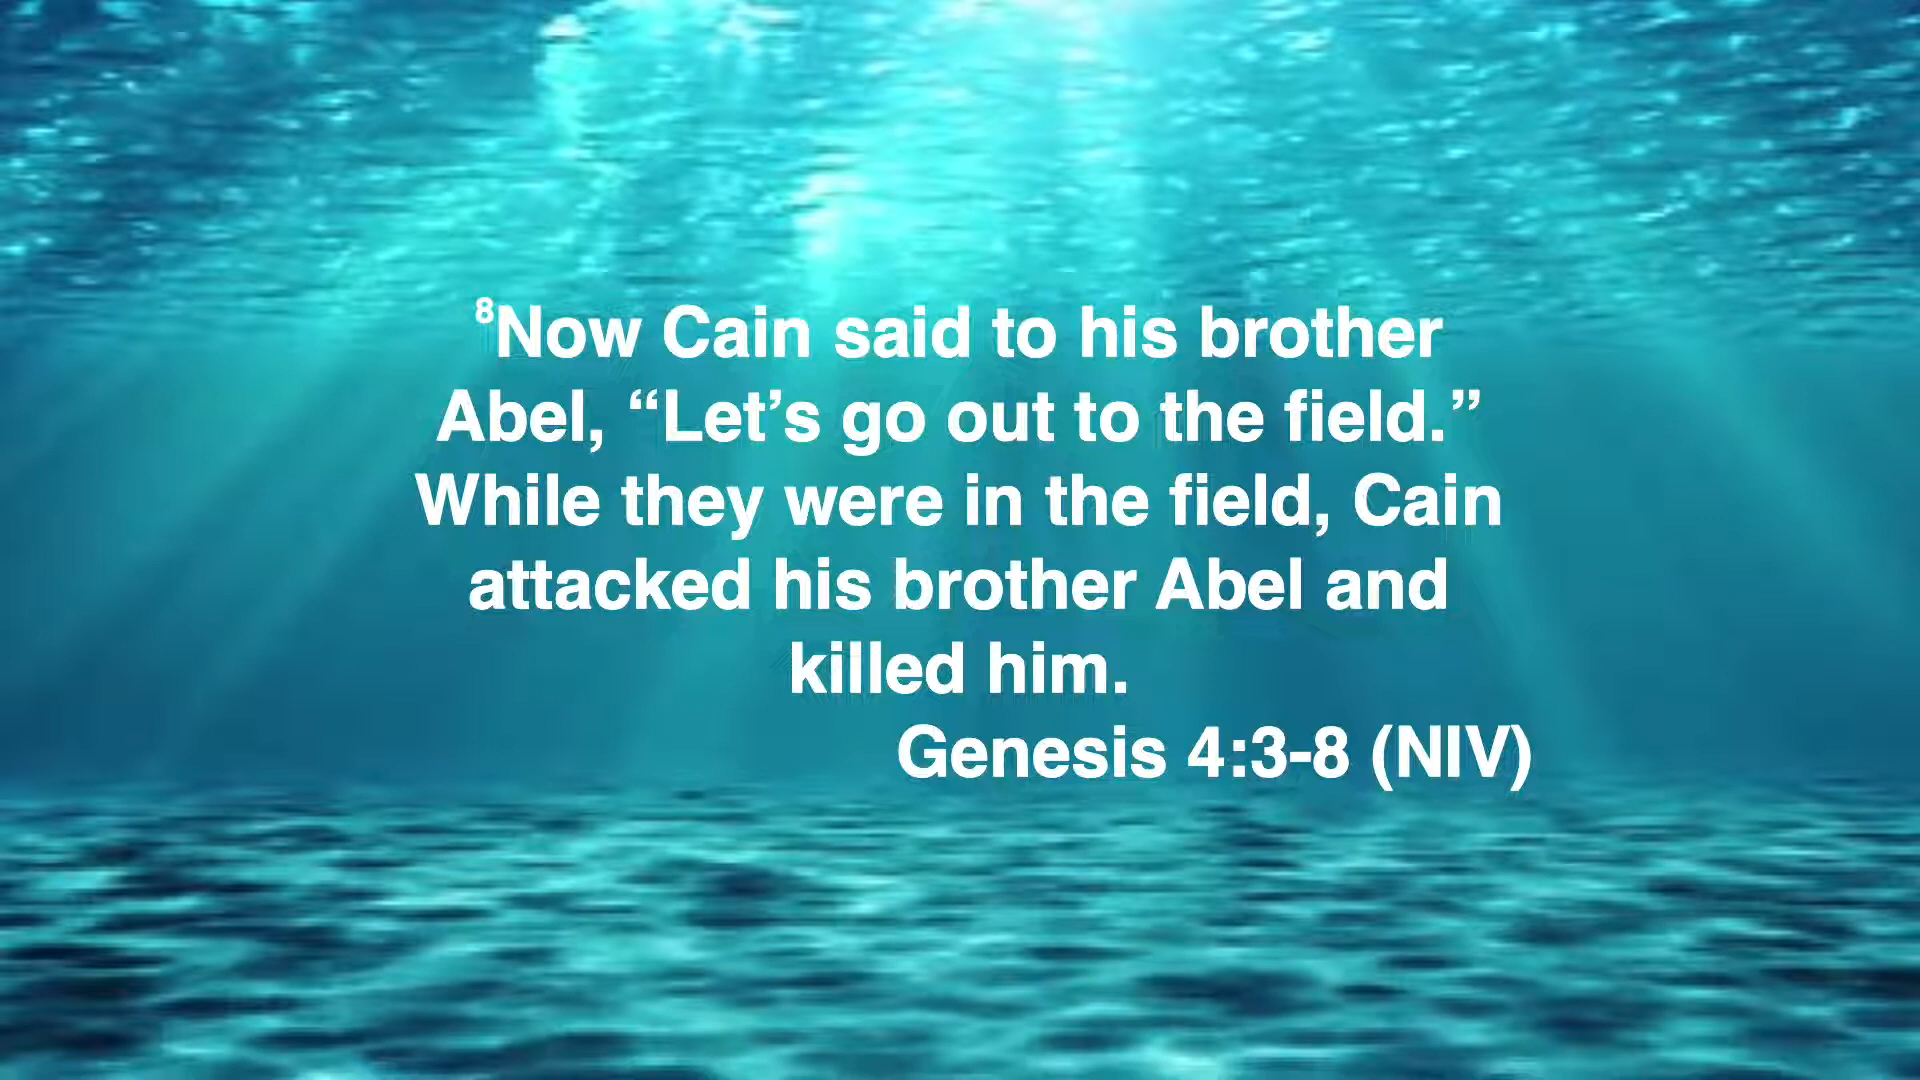 ⁸Now Cain said to his brother
Abel, “Let’s go out to the field.”
While they were in the field, Cain
attacked his brother Abel and
killed him.
Genesis 4:3-8 (NIV)